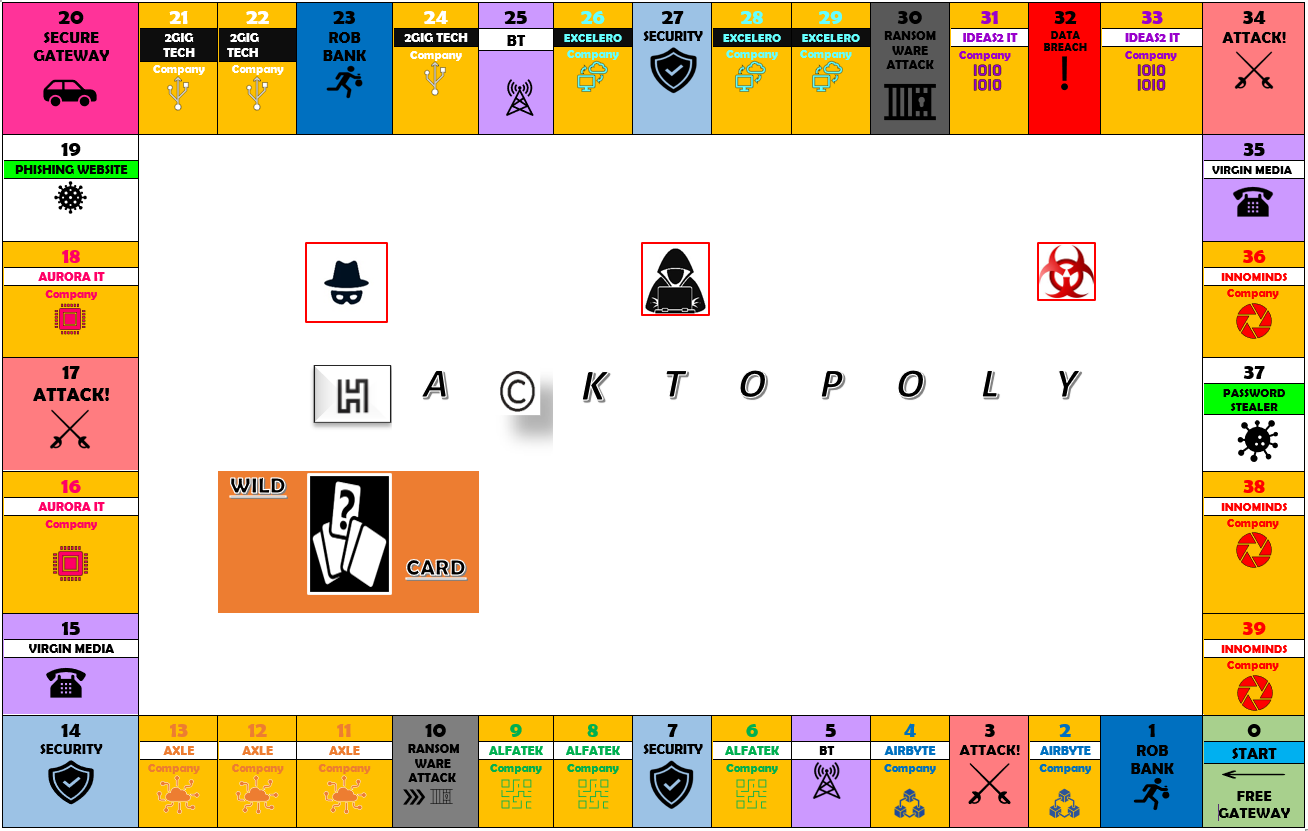 20
SECURE
GATEWAY
21
2GIG
TECH
Company
22
2GIG
TECH
Company
23
ROB
BANK
24
2GIG TECH
Company
25
BT
26
EXCELERO
Company
27
SECURITY
28
EXCELERO
Company
29
EXCELERO
Company
30
RANSOM
WARE
ATTACK
31
IDEAS2 IT
Company
1010
1010
32
DATA
BREACH
!
33
IDEAS2 IT
Company
1010
1010
34
ATTACK!
19
PHISHING WEBSITE
35
VIRGIN MEDIA
18
AURORA IT
Company
36
INNOMINDS
Company
17
ATTACK!
37
PASSWORD
STEALER
H A © K T O P O L Y
16
AURORA IT
Company
WILD
?
CARD
38
INNOMINDS
Company
15
VIRGIN MEDIA
39
INNOMINDS
Company
14
SECURITY
13
AXLE
Company
12
AXLE
Company
11
AXLE
Company
10
RANSOM
WARE
ATTACK
9
ALFATEK
Company
8
ALFATEK
Company
7
SECURITY
6
ALFATEK
Company
5
BT
4
AIRBYTE
Company
3
ATTACK!
2
AIRBYTE
Company
1
ROB
BANK
0
START
FREE
GATEWAY